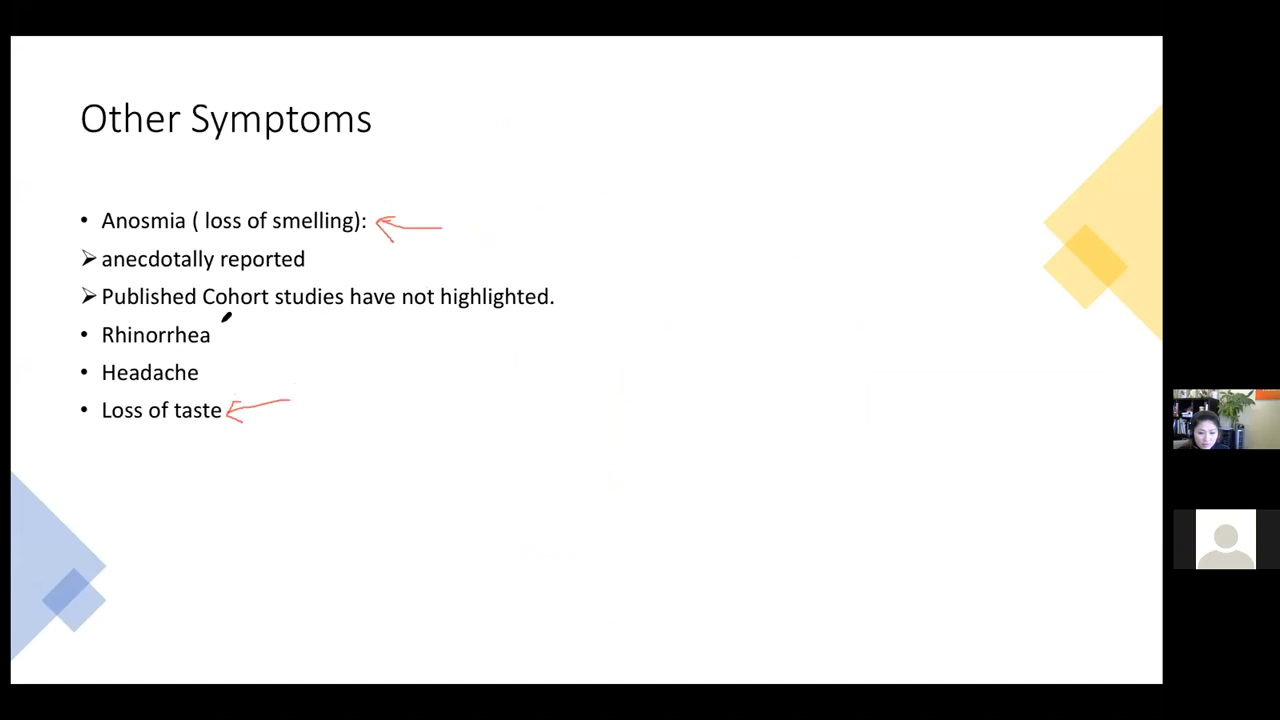 Other Symptoms
• Anosmia ( loss of smelling):
➢ anecdotally reported
➢ Published Cohort studies have not highlighted.
• Rhinorrhea
• Headache
• Loss of taste